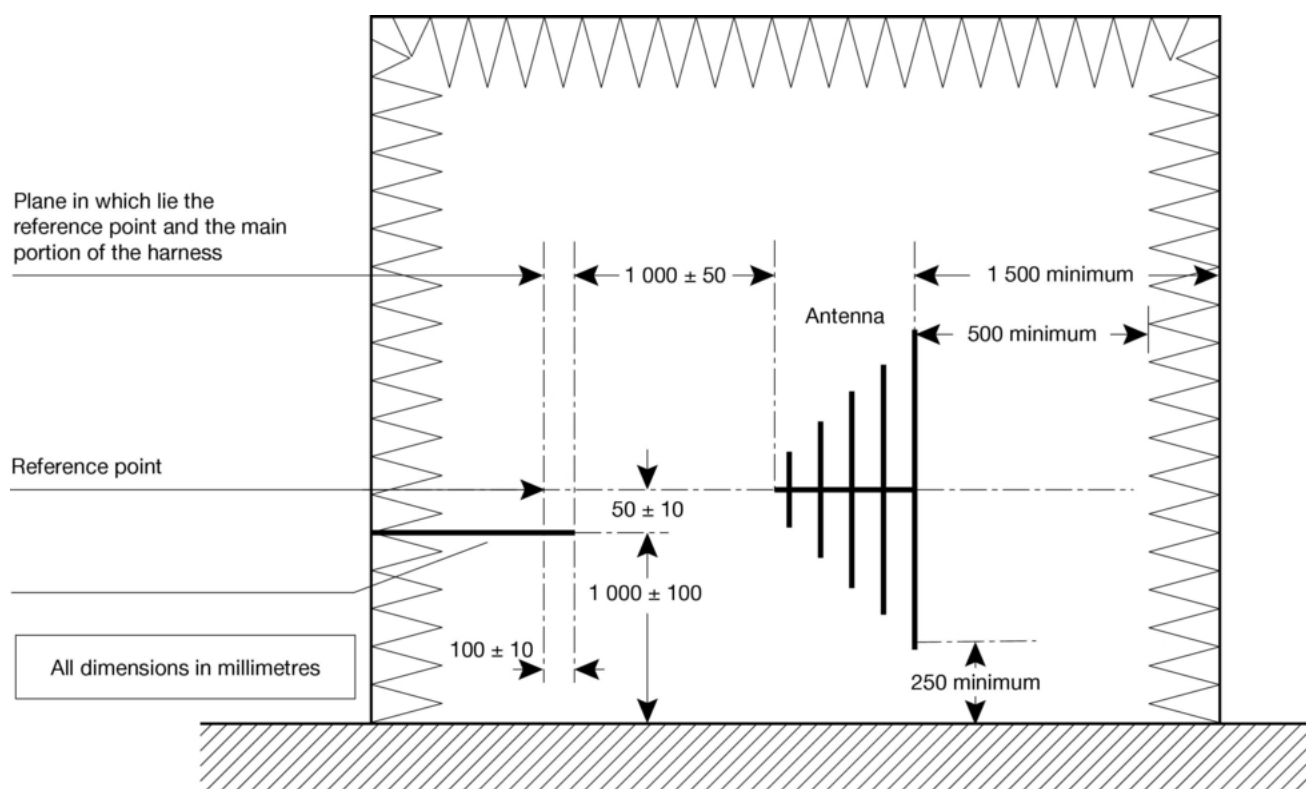 Plane in which lie the
reference point and the main
portion of the harness
1 000 ± 50
1 500 minimum
Antenna
500 minimum
Reference point
50 ± 10
1 000 ± 100
100 ± 10
All dimensions in millimetres
250 minimum